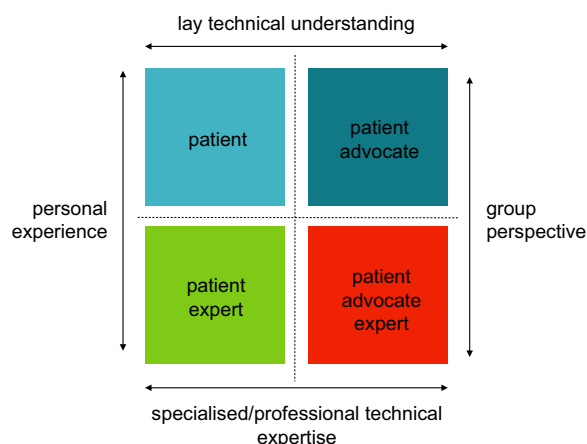 lay technical understanding
patient
patient
advocate
personal
experience
group
perspective
patient
expert
patient
advocate
expert
specialised/professional technical
expertise